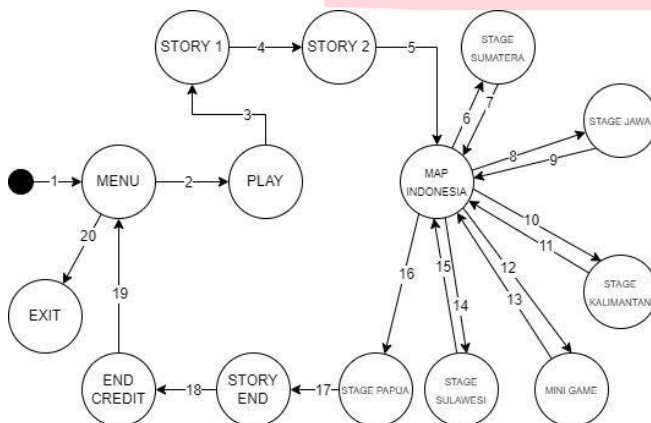 STORY 1
4
STORY 2
5
STAGE
SUMATERA
6
7
3
8
9
STAGE JAWA
1
MENU
2
PLAY
MAP
INDONESIA
10
11
20
19
16
15
14
12
13
STAGE
KALIMANTAN
EXIT
END
CREDIT
18
STORY
END
17
STAGE PAPUA
STAGE
SULAWESI
MINI GAME